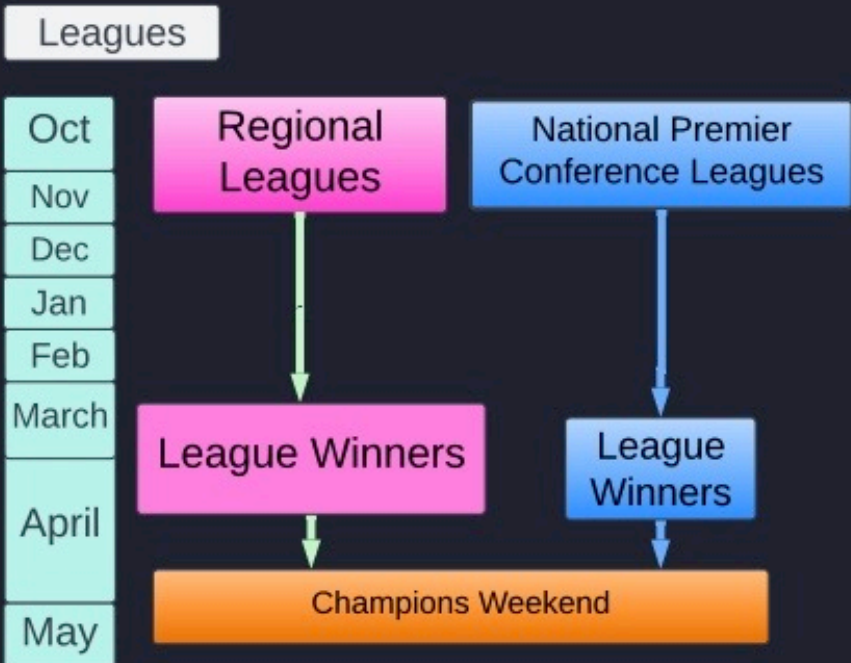 Leagues
Oct
Nov
Dec
Jan
Feb
March
April
May
Regional
Leagues
National Premier
Conference Leagues
League Winners
League
Winners
Champions Weekend